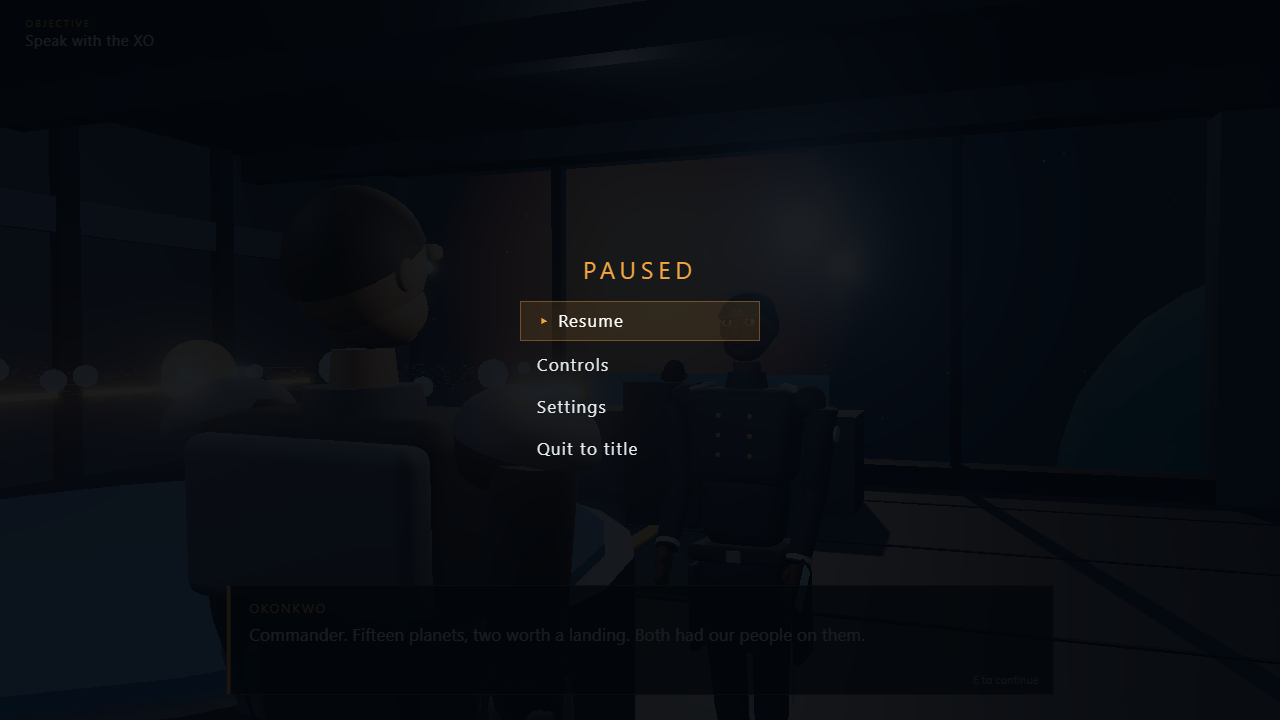 OBJECTIVE
Speak with the XO
PAUSED
Resume
Controls
Settings
Quit to title
OKONKWO
Commander. Fifteen planets, two worth a landing. Both had our people on them.
E to continue